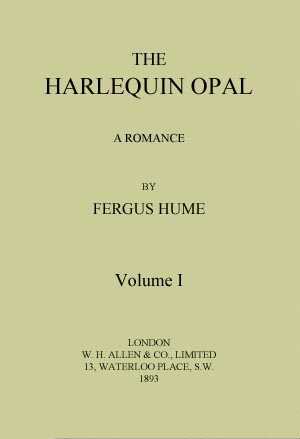 THE
HARLEQUIN OPAL
A ROMANCE
BY
FERGUS HUME
Volume I
LONDON
W. H. ALLEN & CO., LIMITED
13, WATERLOO PLACE, S.W.
1893